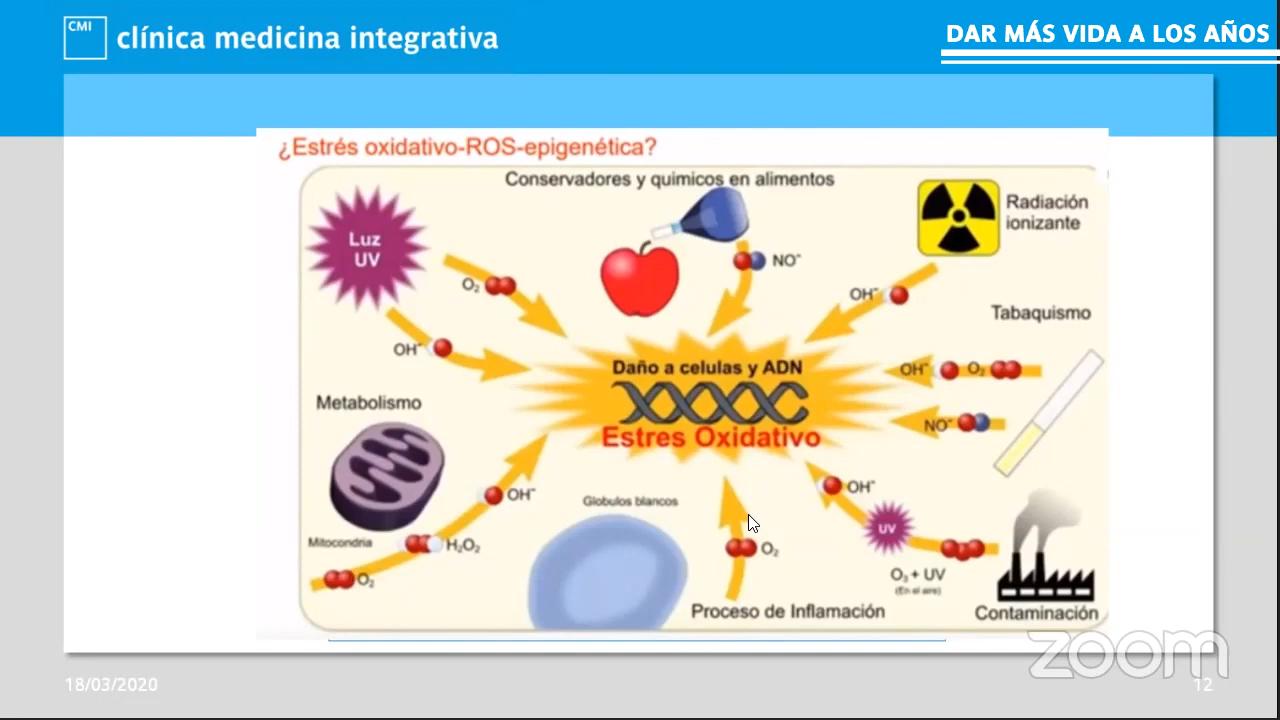 CMI
clínica medicina integrativa
DAR MÁS VIDA A LOS AÑOS
¿Estrés oxidativo-ROS-epigenética?
Conservadores y quimicos en alimentos
Luz
UV
O₂
OH⁻
NO⁻
Radiación
ionizante
OH⁻
Tabaquismo
OH⁻ O₂
NO⁻
Daño a celulas y ADN
Estres Oxidativo
Metabolismo
Mitocondria
O₂
H₂O₂
OH⁻
Globulos blancos
O₂
Proceso de Inflamación
OH⁻
UV
O₃ + UV
(En el aire)
Contaminación
zoom
18/03/2020
12